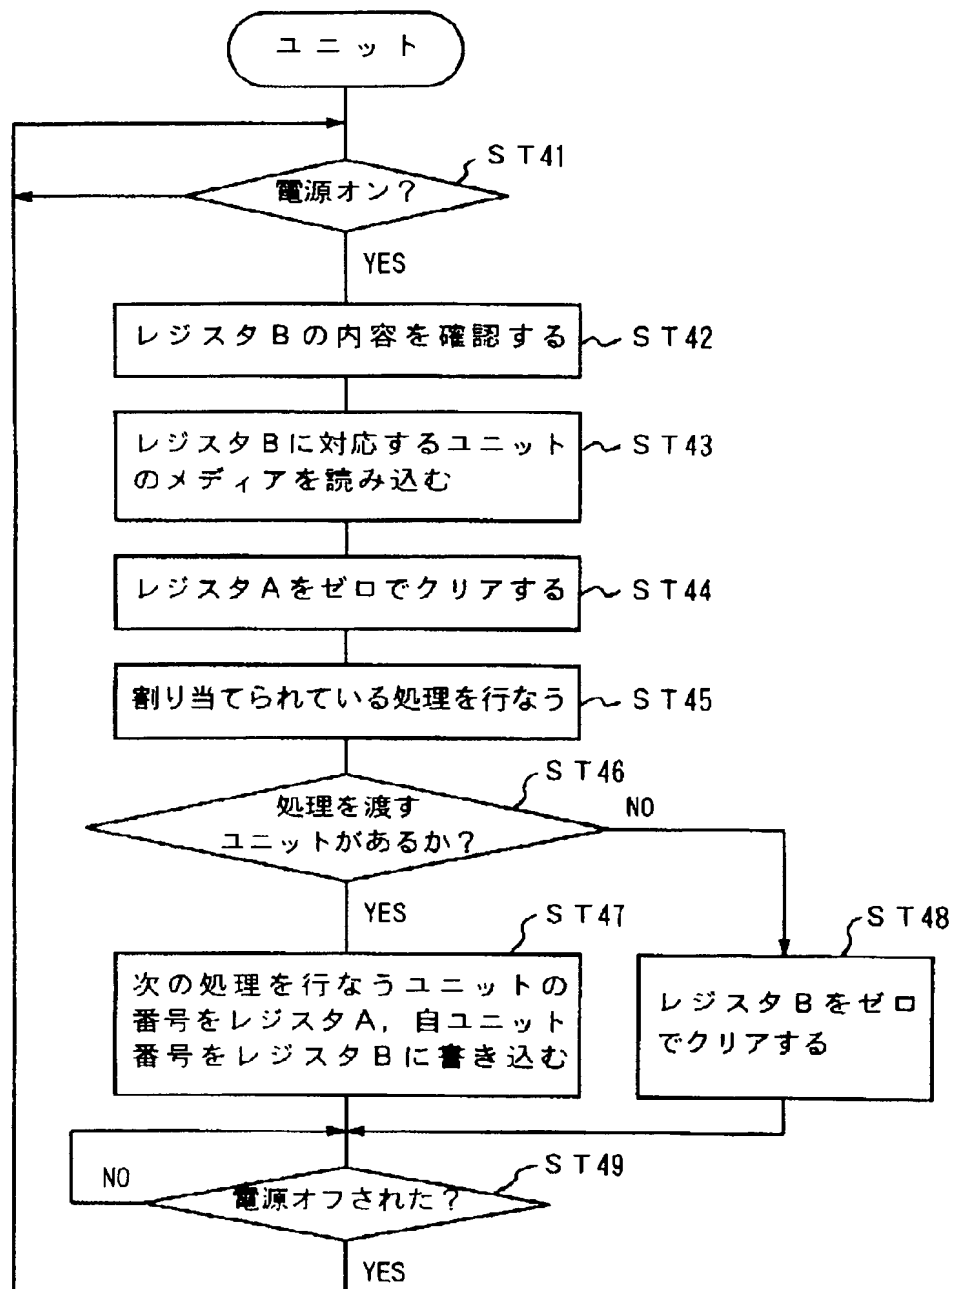 ユニット
ST41
電源オン?
YES
レジスタBの内容を確認する
ST42
レジスタBに対応するユニット
のメディアを読み込む
ST43
レジスタAをゼロでクリアする
ST44
割り当てられている処理を行なう
ST45
ST46
処理を渡す
ユニットがあるか?
NO
YES
ST47
次の処理を行なうユニットの
番号をレジスタA,自ユニット
番号をレジスタBに書き込む
ST48
レジスタBをゼロ
でクリアする
ST49
NO
電源オフされた?
YES